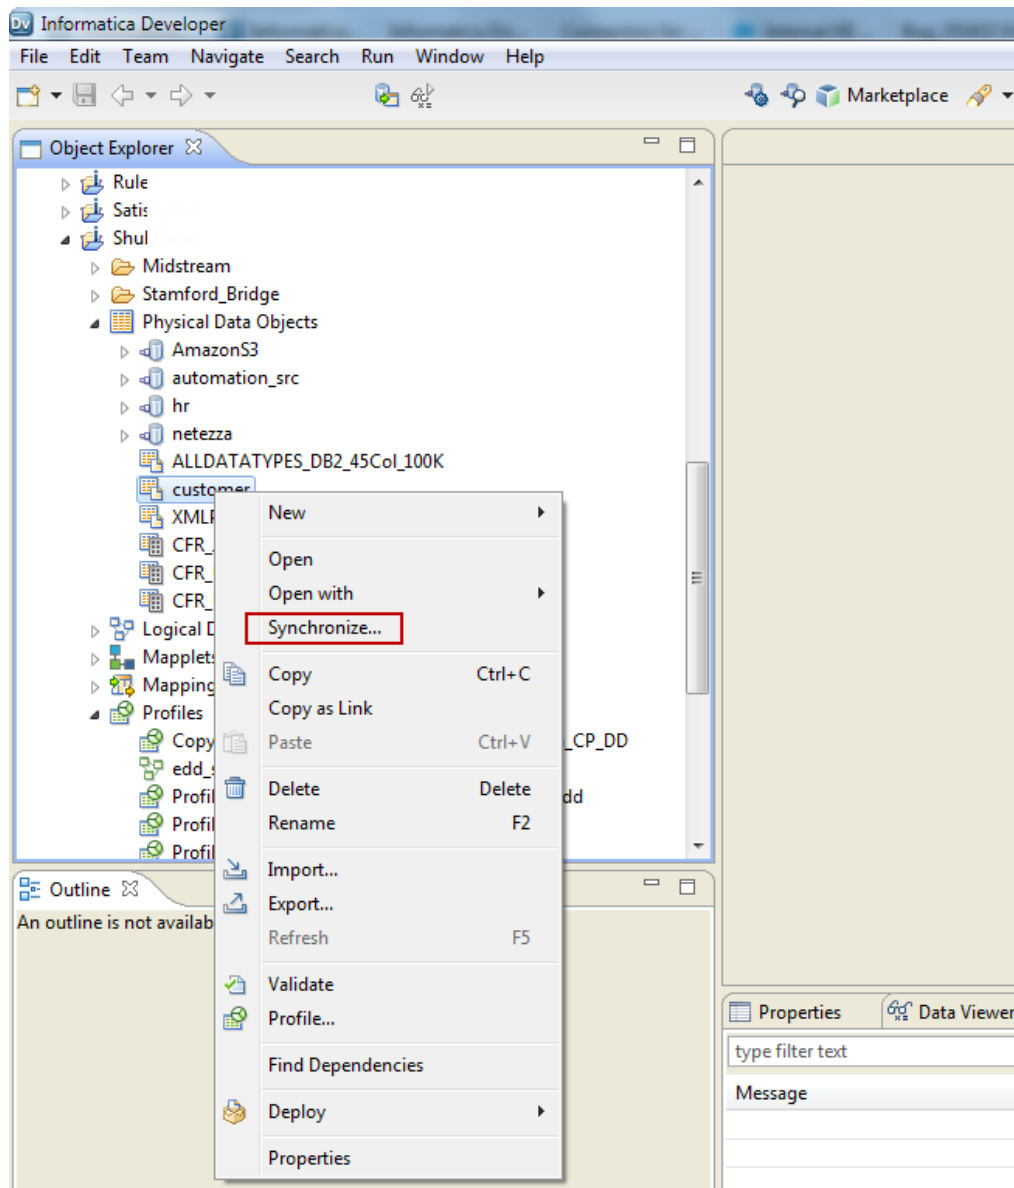 Dv Informatica Developer
File Edit Team Navigate Search Run Window Help
Marketplace
Object Explorer
Rule
Satis
Shul
Midstream
Stamford_Bridge
Physical Data Objects
AmazonS3
automation_src
hr
netezza
ALLDATATYPES_DB2_45Col_100K
customer
XMLF
CFR_
CFR_
CFR_
Logical D
Mapplets
Mapping
Profiles
Copy _CP_DD
edd_s
Profil dd
Profil
Profil
New
Open
Open with
Synchronize...
Copy Ctrl+C
Copy as Link
Paste Ctrl+V
Delete Delete
Rename F2
Import...
Export...
Refresh F5
Validate
Profile...
Find Dependencies
Deploy
Properties
Outline
An outline is not availab
Properties Data Viewer
type filter text
Message